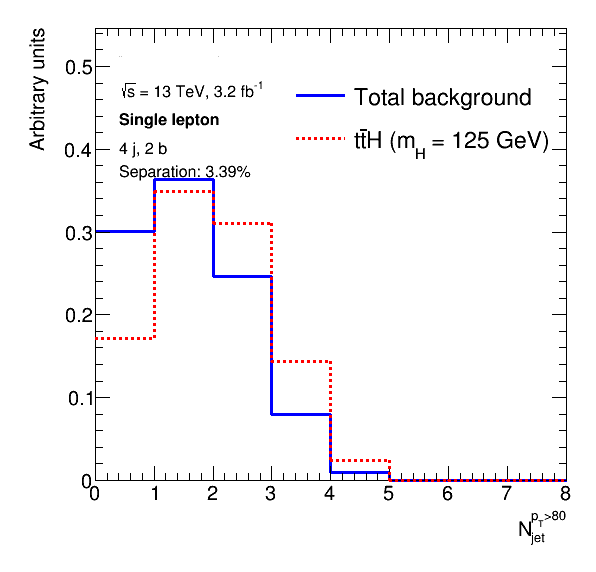 Arbitrary units
√s = 13 TeV, 3.2 fb⁻¹
Single lepton
4 j, 2 b
Separation: 3.39%
Total background
tt̄H (m_H = 125 GeV)
0.5
0.4
0.3
0.2
0.1
0
0 1 2 3 4 5 6 7 8
N_jet^{p_T>80}